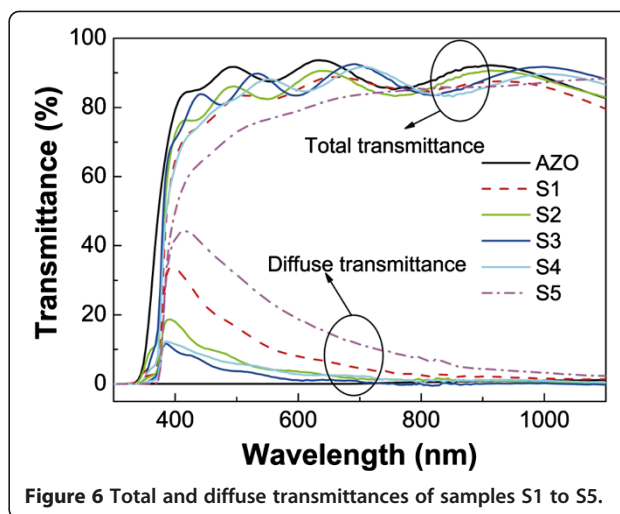 100
80
60
40
20
0
Transmittance (%)
Total transmittance
AZO
S1
S2
S3
S4
S5
Diffuse transmittance
400 600 800 1000
Wavelength (nm)
Figure 6 Total and diffuse transmittances of samples S1 to S5.